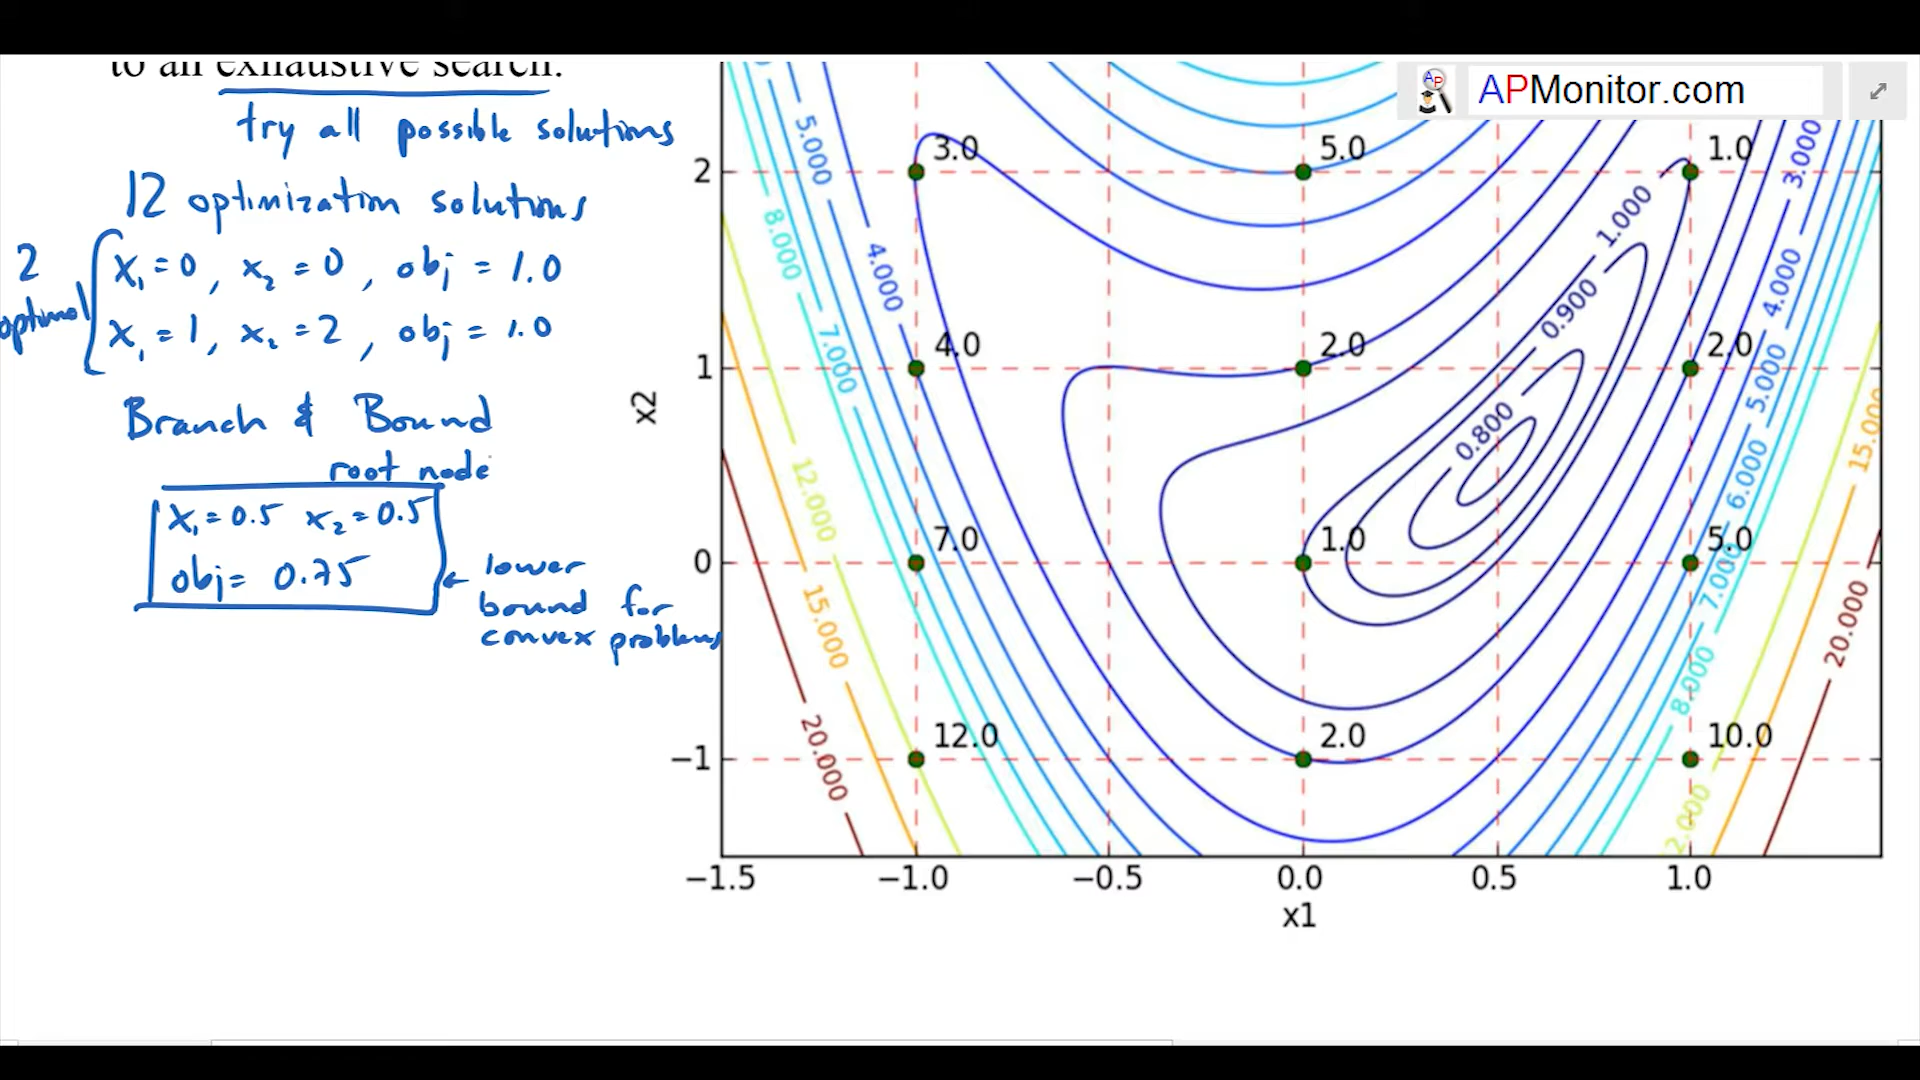 to an exhaustive search.
try all possible solutions
12 optimization solutions
2 optimal
x₁ = 0, x₂ = 0, obj = 1.0
x₁ = 1, x₂ = 2, obj = 1.0
Branch & Bound
root node
x₁ = 0.5 x₂ = 0.5
obj = 0.75
← lower
bound for
convex problems
APMonitor.com
3.0 5.0 1.0
4.0 2.0 2.0
7.0 1.0 5.0
12.0 2.0 10.0
5.000
8.000
4.000
7.000
12.000
15.000
20.000
1.000
0.900
0.800
3.000
4.000
5.000
6.000
7.000
8.000
15.000
20.000
2
1
0
−1
x2
−1.5 −1.0 −0.5 0.0 0.5 1.0
x1